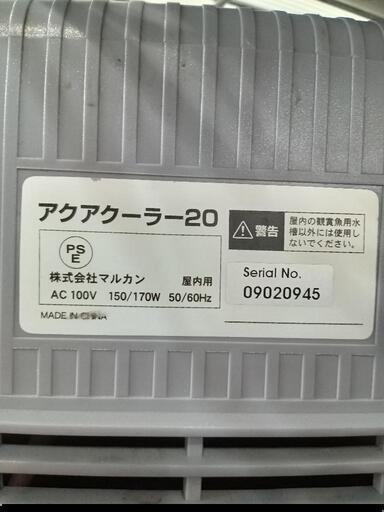 アクアクーラー20
警告
屋内の観賞魚用水
槽以外には使用し
ないでください。
PS
E
株式会社マルカン 屋内用
AC 100V 150/170W 50/60Hz
Serial No.
09020945
MADE IN CHINA